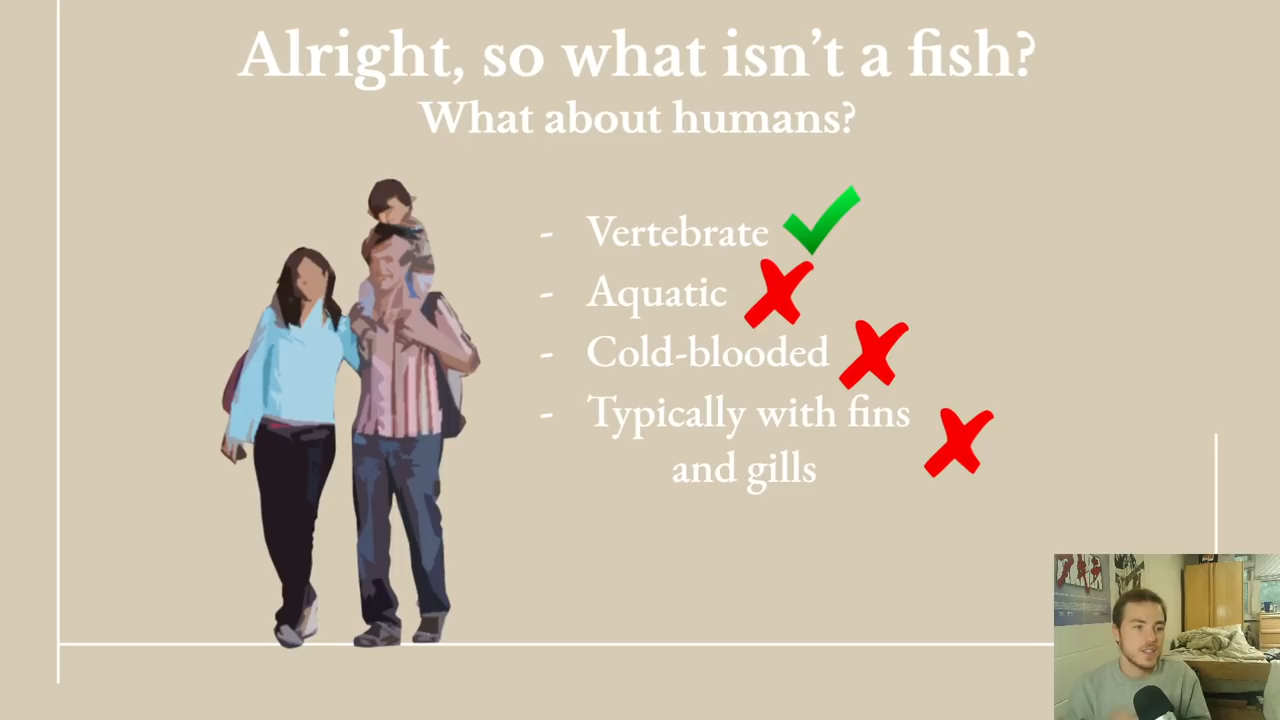 Alright, so what isn’t a fish?
What about humans?
- Vertebrate
- Aquatic
- Cold-blooded
- Typically with fins
and gills